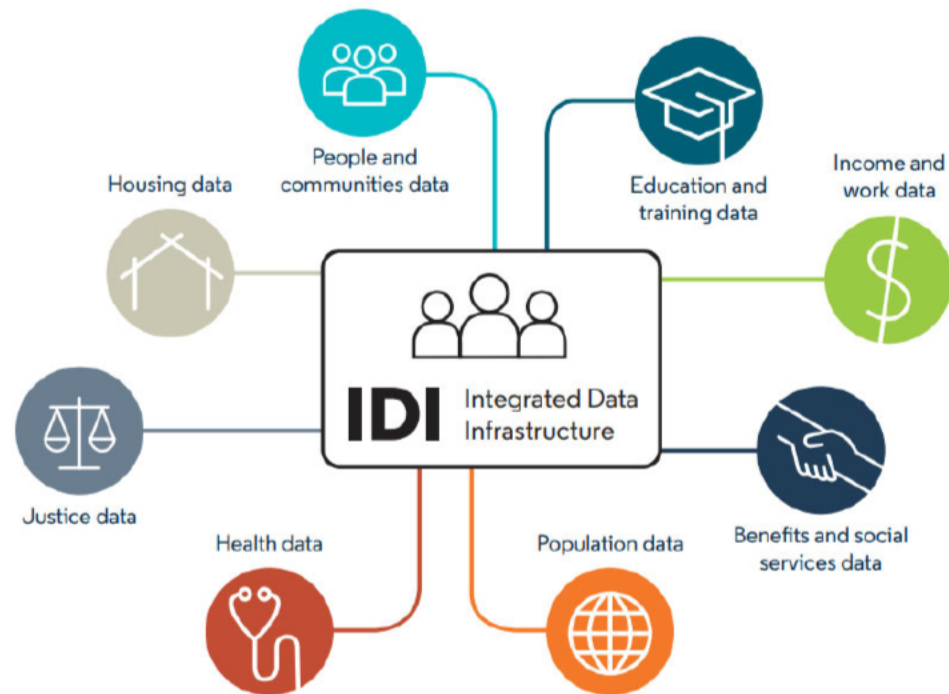 People and
communities data
Education and
training data
Housing data
Income and
work data
IDI
Integrated Data
Infrastructure
Justice data
Benefits and social
services data
Health data
Population data